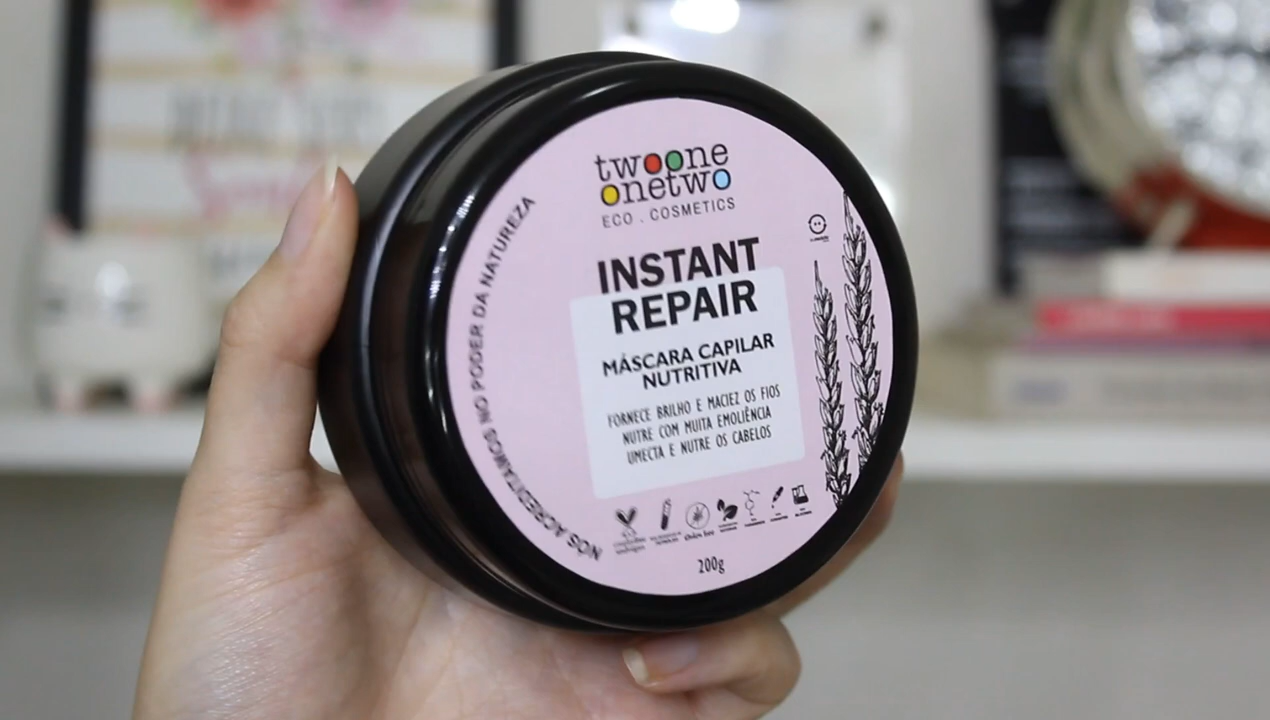 twoone
onetwo
ECO . COSMETICS
INSTANT
REPAIR
MÁSCARA CAPILAR
NUTRITIVA
FORNECE BRILHO E MACIEZ OS FIOS
NUTRE COM MUITA EMOLIÊNCIA
UMECTA E NUTRE OS CABELOS
NÓS ACREDITAMOS NO PODER DA NATUREZA
200g